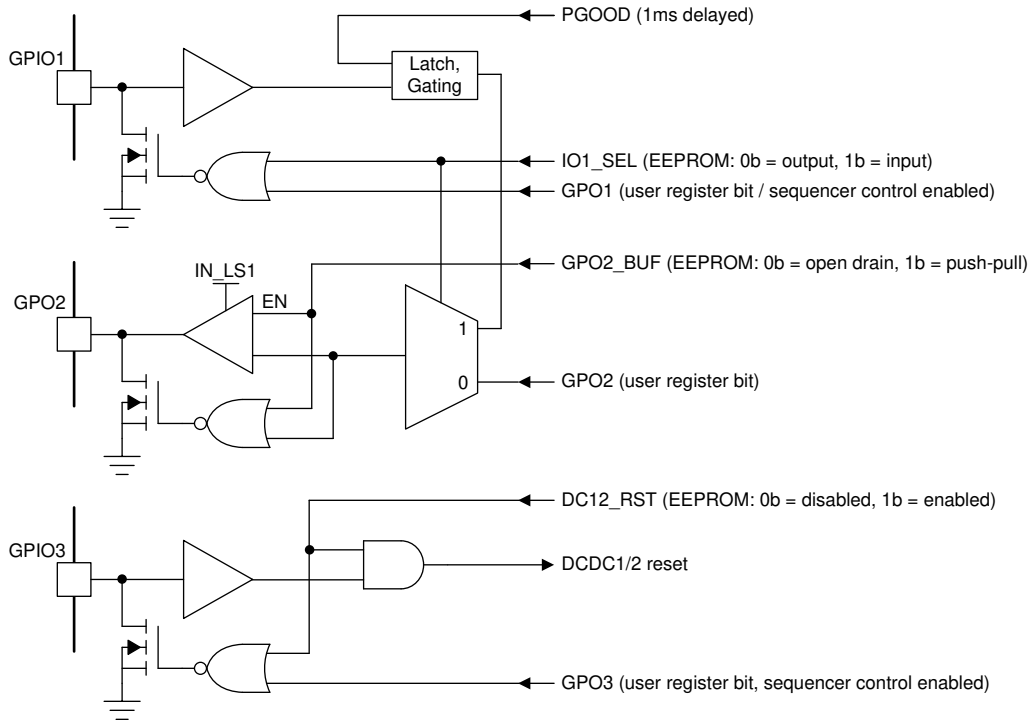 PGOOD (1ms delayed)
GPIO1
Latch,
Gating
IO1_SEL (EEPROM: 0b = output, 1b = input)
GPO1 (user register bit / sequencer control enabled)
IN_LS1
GPO2_BUF (EEPROM: 0b = open drain, 1b = push-pull)
GPO2
EN
1
0
GPO2 (user register bit)
DC12_RST (EEPROM: 0b = disabled, 1b = enabled)
GPIO3
DCDC1/2 reset
GPO3 (user register bit, sequencer control enabled)